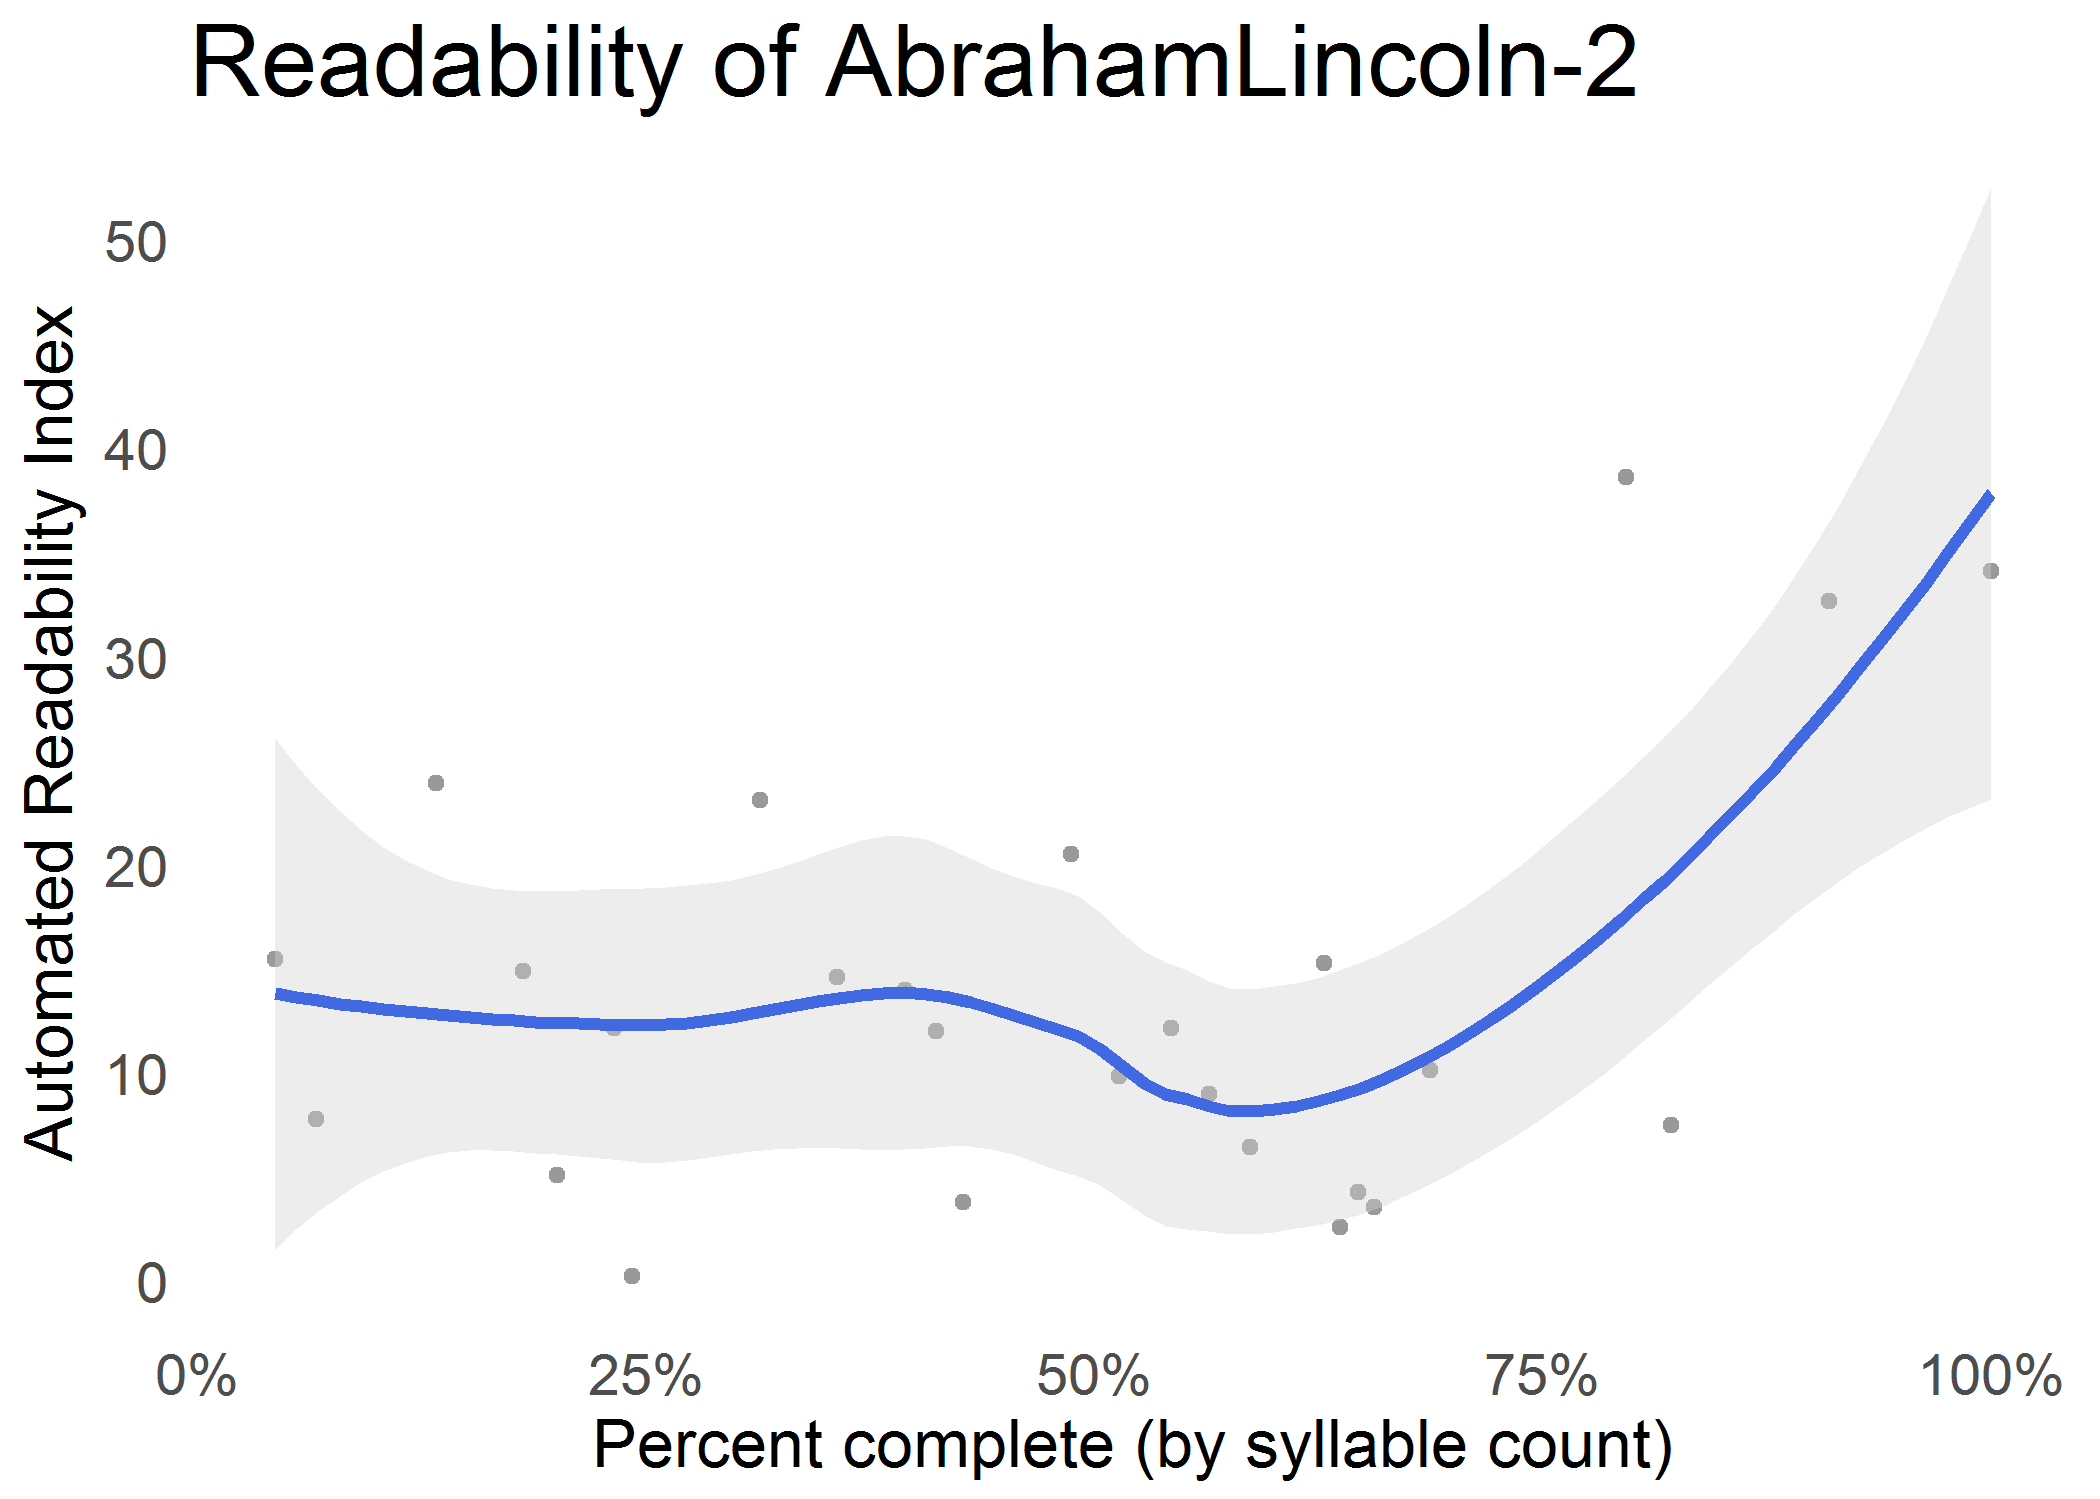 Readability of AbrahamLincoln-2
Automated Readability Index
50
40
30
20
10
0
0% 25% 50% 75% 100%
Percent complete (by syllable count)